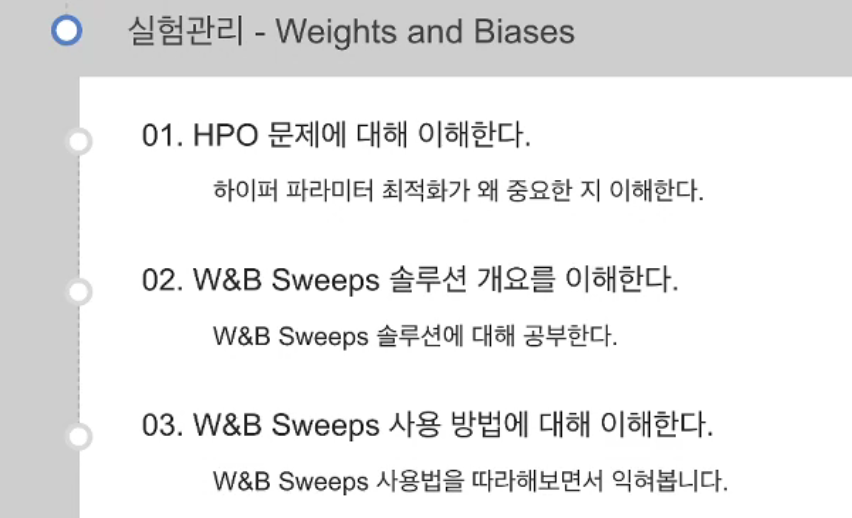 실험관리 - Weights and Biases
01. HPO 문제에 대해 이해한다.
하이퍼 파라미터 최적화가 왜 중요한 지 이해한다.
02. W&B Sweeps 솔루션 개요를 이해한다.
W&B Sweeps 솔루션에 대해 공부한다.
03. W&B Sweeps 사용 방법에 대해 이해한다.
W&B Sweeps 사용법을 따라해보면서 익혀봅니다.